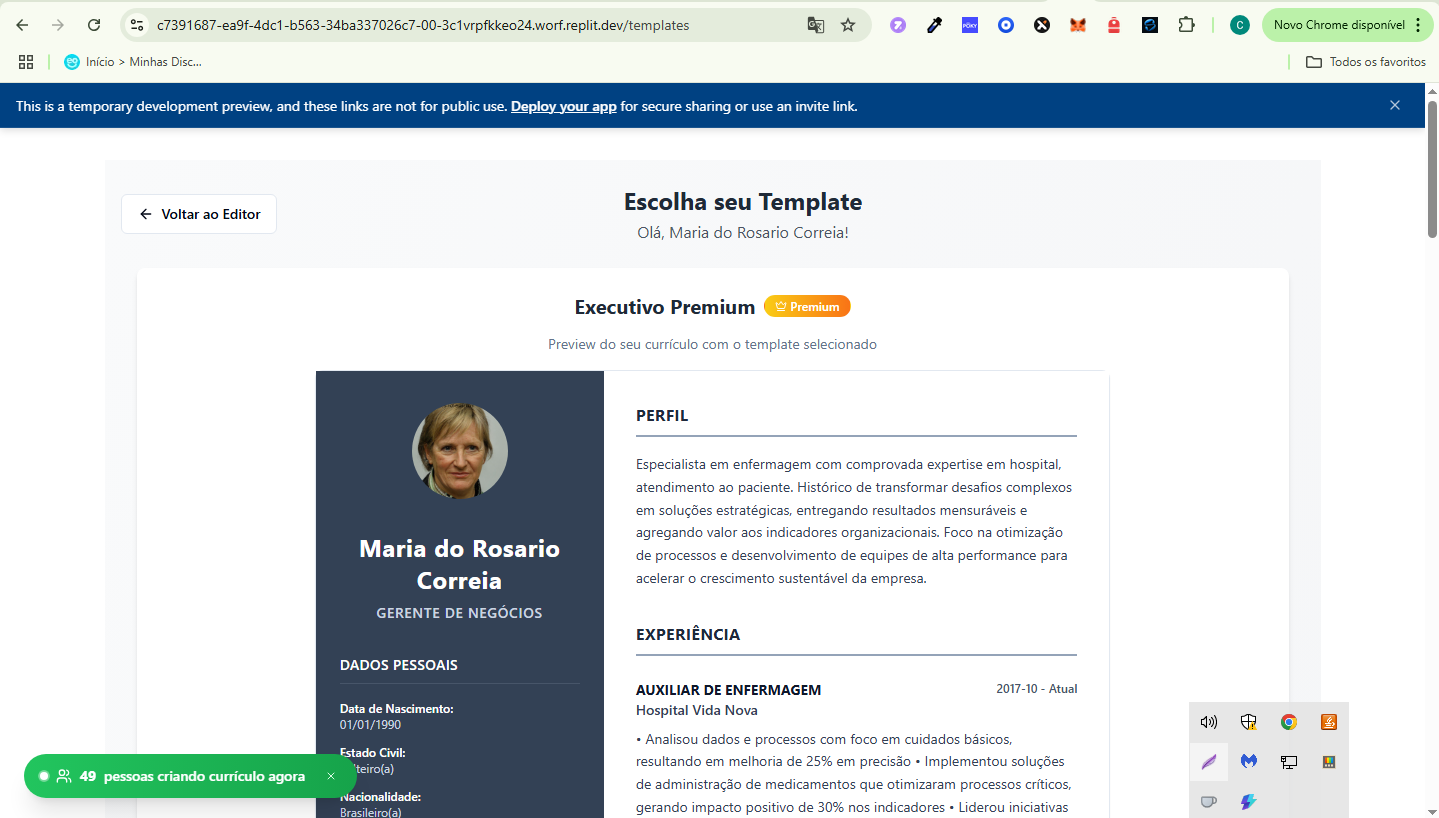 c7391687-ea9f-4dc1-b563-34ba337026c7-00-3c1vrpfkkeo24.worf.replit.dev/templates
POKY
C
Novo Chrome disponível
Início > Minhas Disc...
Todos os favoritos
This is a temporary development preview, and these links are not for public use. Deploy your app for secure sharing or use an invite link.
Voltar ao Editor
Escolha seu Template
Olá, Maria do Rosario Correia!
Executivo Premium
Premium
Preview do seu currículo com o template selecionado
Maria do Rosario
Correia
GERENTE DE NEGÓCIOS
DADOS PESSOAIS
Data de Nascimento:
01/01/1990
Estado Civil:
lteiro(a)
Nacionalidade:
Brasileiro(a)
PERFIL
Especialista em enfermagem com comprovada expertise em hospital,
atendimento ao paciente. Histórico de transformar desafios complexos
em soluções estratégicas, entregando resultados mensuráveis e
agregando valor aos indicadores organizacionais. Foco na otimização
de processos e desenvolvimento de equipes de alta performance para
acelerar o crescimento sustentável da empresa.
EXPERIÊNCIA
AUXILIAR DE ENFERMAGEM
2017-10 - Atual
Hospital Vida Nova
• Analisou dados e processos com foco em cuidados básicos,
resultando em melhoria de 25% em precisão • Implementou soluções
de administração de medicamentos que otimizaram processos críticos,
gerando impacto positivo de 30% nos indicadores • Liderou iniciativas
49 pessoas criando currículo agora